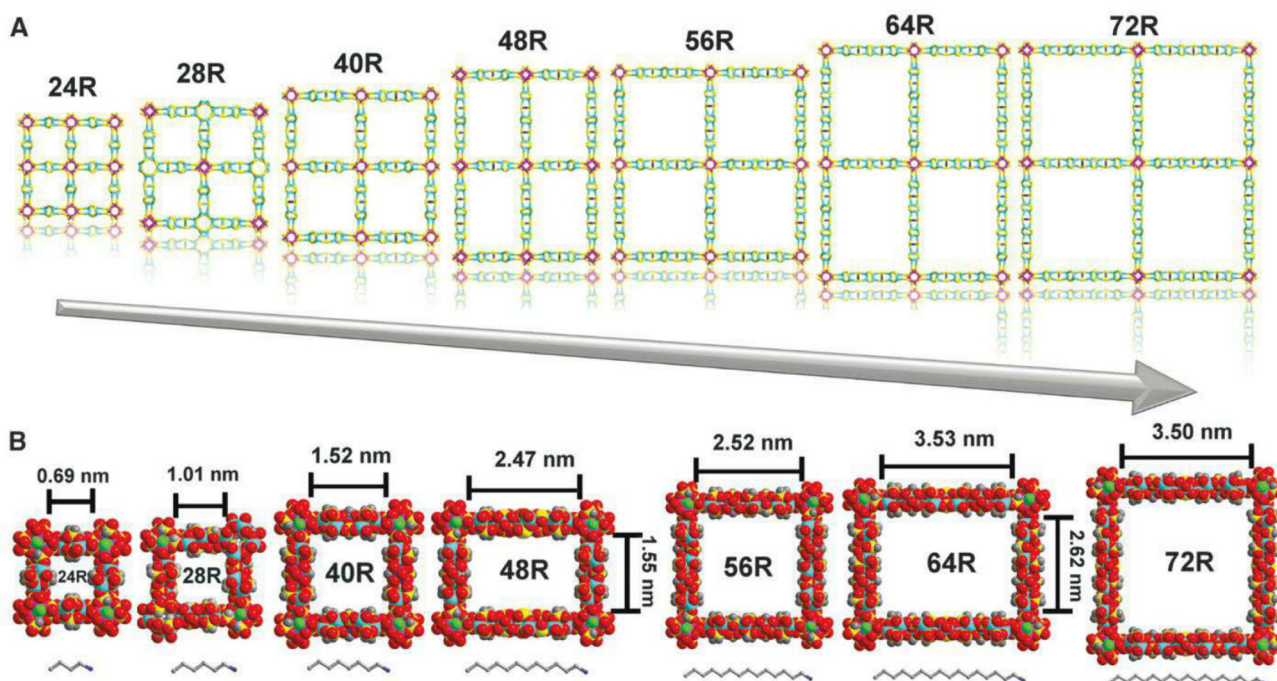 A
24R
28R
40R
48R
56R
64R
72R
B
0.69 nm
1.01 nm
1.52 nm
2.47 nm
1.55 nm
2.52 nm
3.53 nm
2.62 nm
3.50 nm
24R
28R
40R
48R
56R
64R
72R